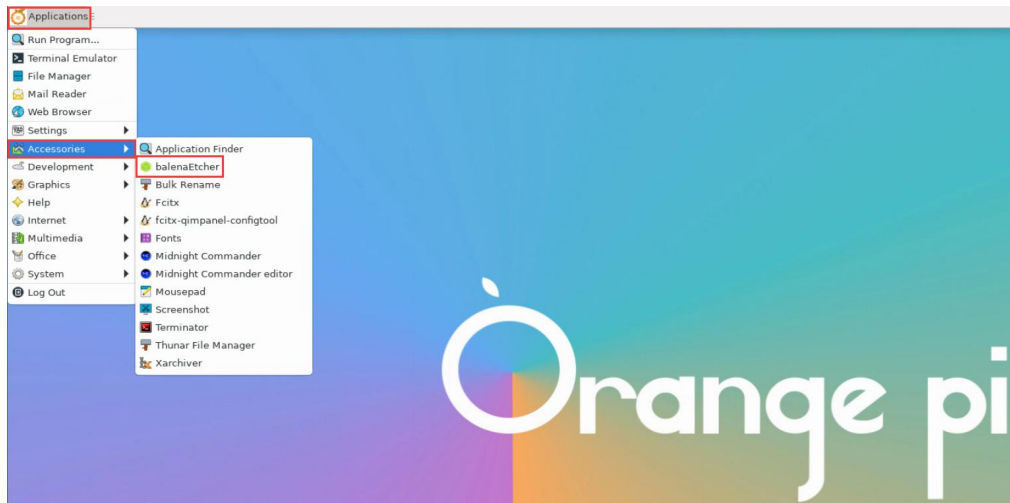 Applications
Run Program...
Terminal Emulator
File Manager
Mail Reader
Web Browser
Settings
Accessories
Development
Graphics
Help
Internet
Multimedia
Office
System
Log Out
Application Finder
balenaEtcher
Bulk Rename
Fcitx
fcitx-qimpanel-configtool
Fonts
Midnight Commander
Midnight Commander editor
Mousepad
Screenshot
Terminator
Thunar File Manager
Xarchiver
Orange pi